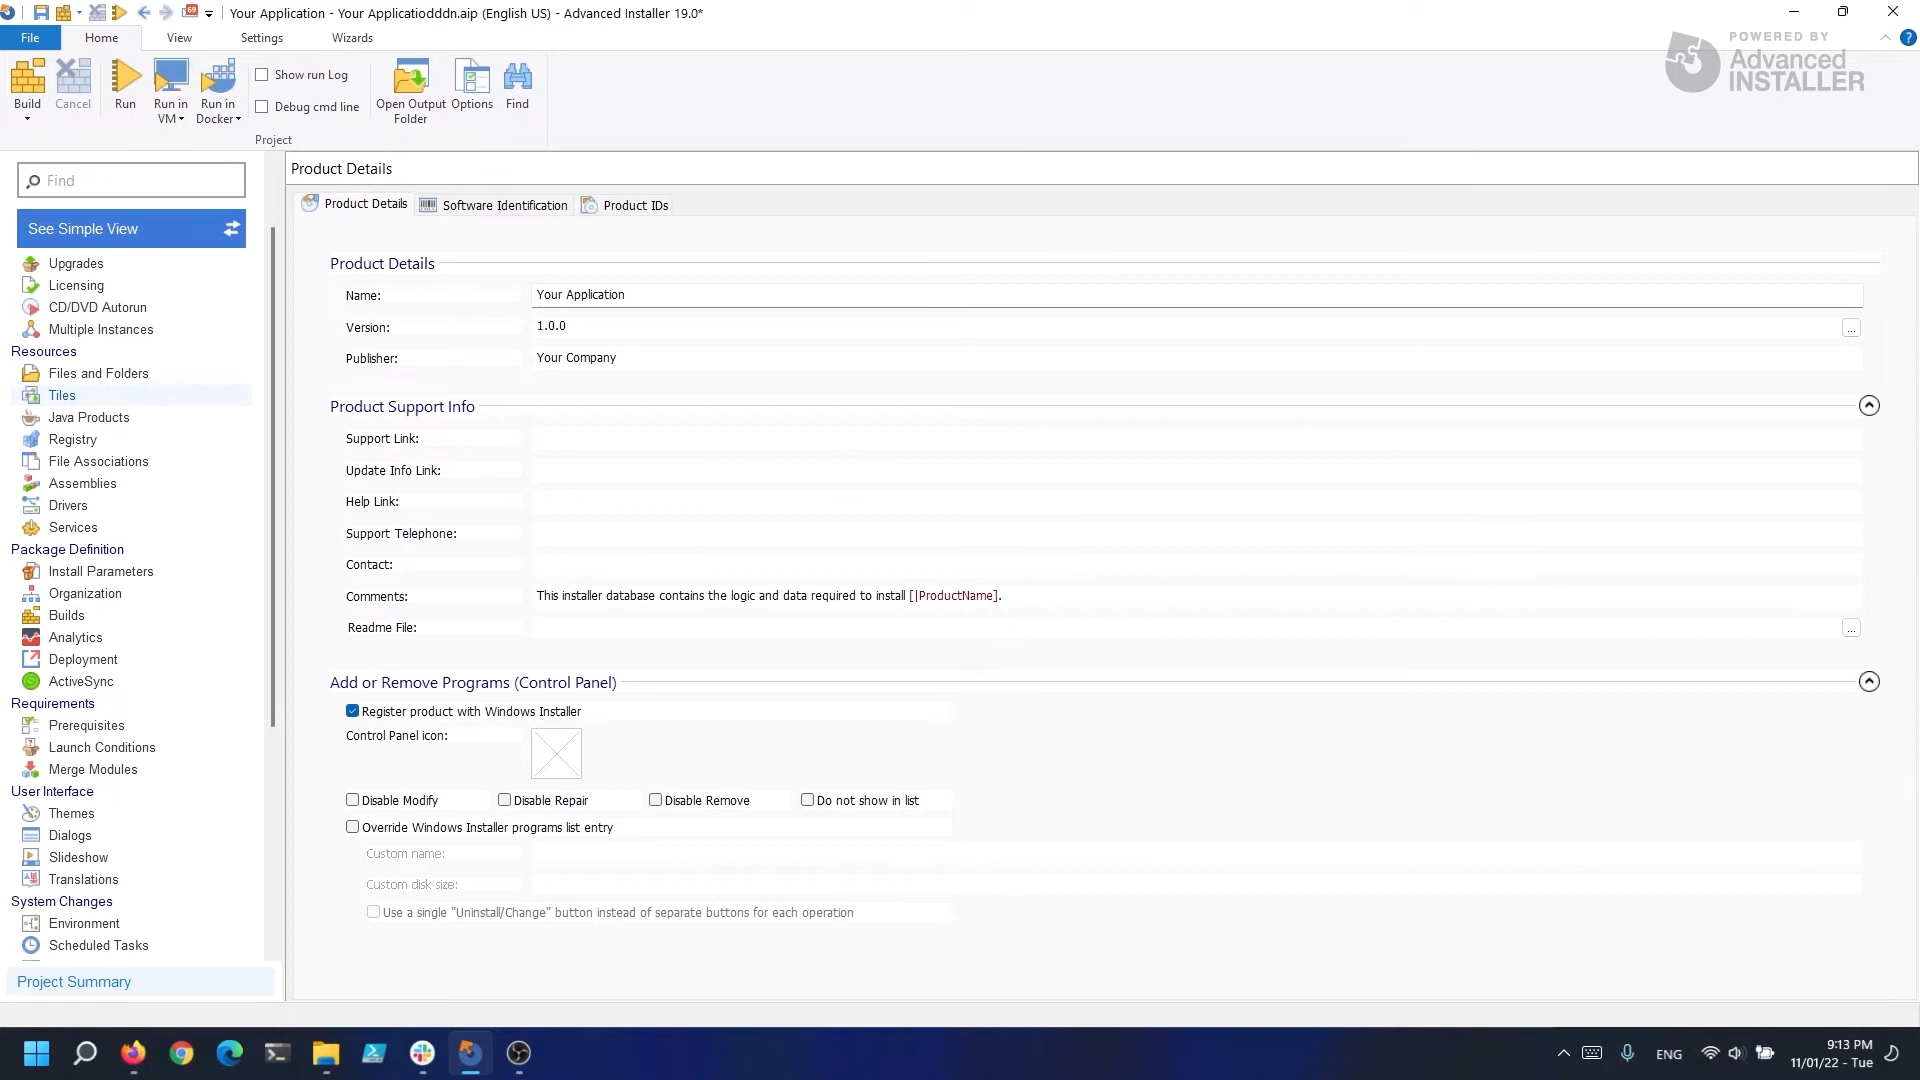 Your Application - Your Applicatiodddn.aip (English US) - Advanced Installer 19.0*
File
Home
View
Settings
Wizards
POWERED BY
Advanced
INSTALLER
Build
Cancel
Run
Run in
VM
Run in
Docker
Show run Log
Debug cmd line
Open Output
Folder
Options
Find
Project
Find
See Simple View
Upgrades
Licensing
CD/DVD Autorun
Multiple Instances
Resources
Files and Folders
Tiles
Java Products
Registry
File Associations
Assemblies
Drivers
Services
Package Definition
Install Parameters
Organization
Builds
Analytics
Deployment
ActiveSync
Requirements
Prerequisites
Launch Conditions
Merge Modules
User Interface
Themes
Dialogs
Slideshow
Translations
System Changes
Environment
Scheduled Tasks
Project Summary
Product Details
Product Details
Software Identification
Product IDs
Product Details
Name: Your Application
Version: 1.0.0 ...
Publisher: Your Company
Product Support Info
Support Link:
Update Info Link:
Help Link:
Support Telephone:
Contact:
Comments: This installer database contains the logic and data required to install [|ProductName].
Readme File: ...
Add or Remove Programs (Control Panel)
Register product with Windows Installer
Control Panel icon:
Disable Modify
Disable Repair
Disable Remove
Do not show in list
Override Windows Installer programs list entry
Custom name:
Custom disk size:
Use a single "Uninstall/Change" button instead of separate buttons for each operation
ENG
9:13 PM
11/01/22 - Tue